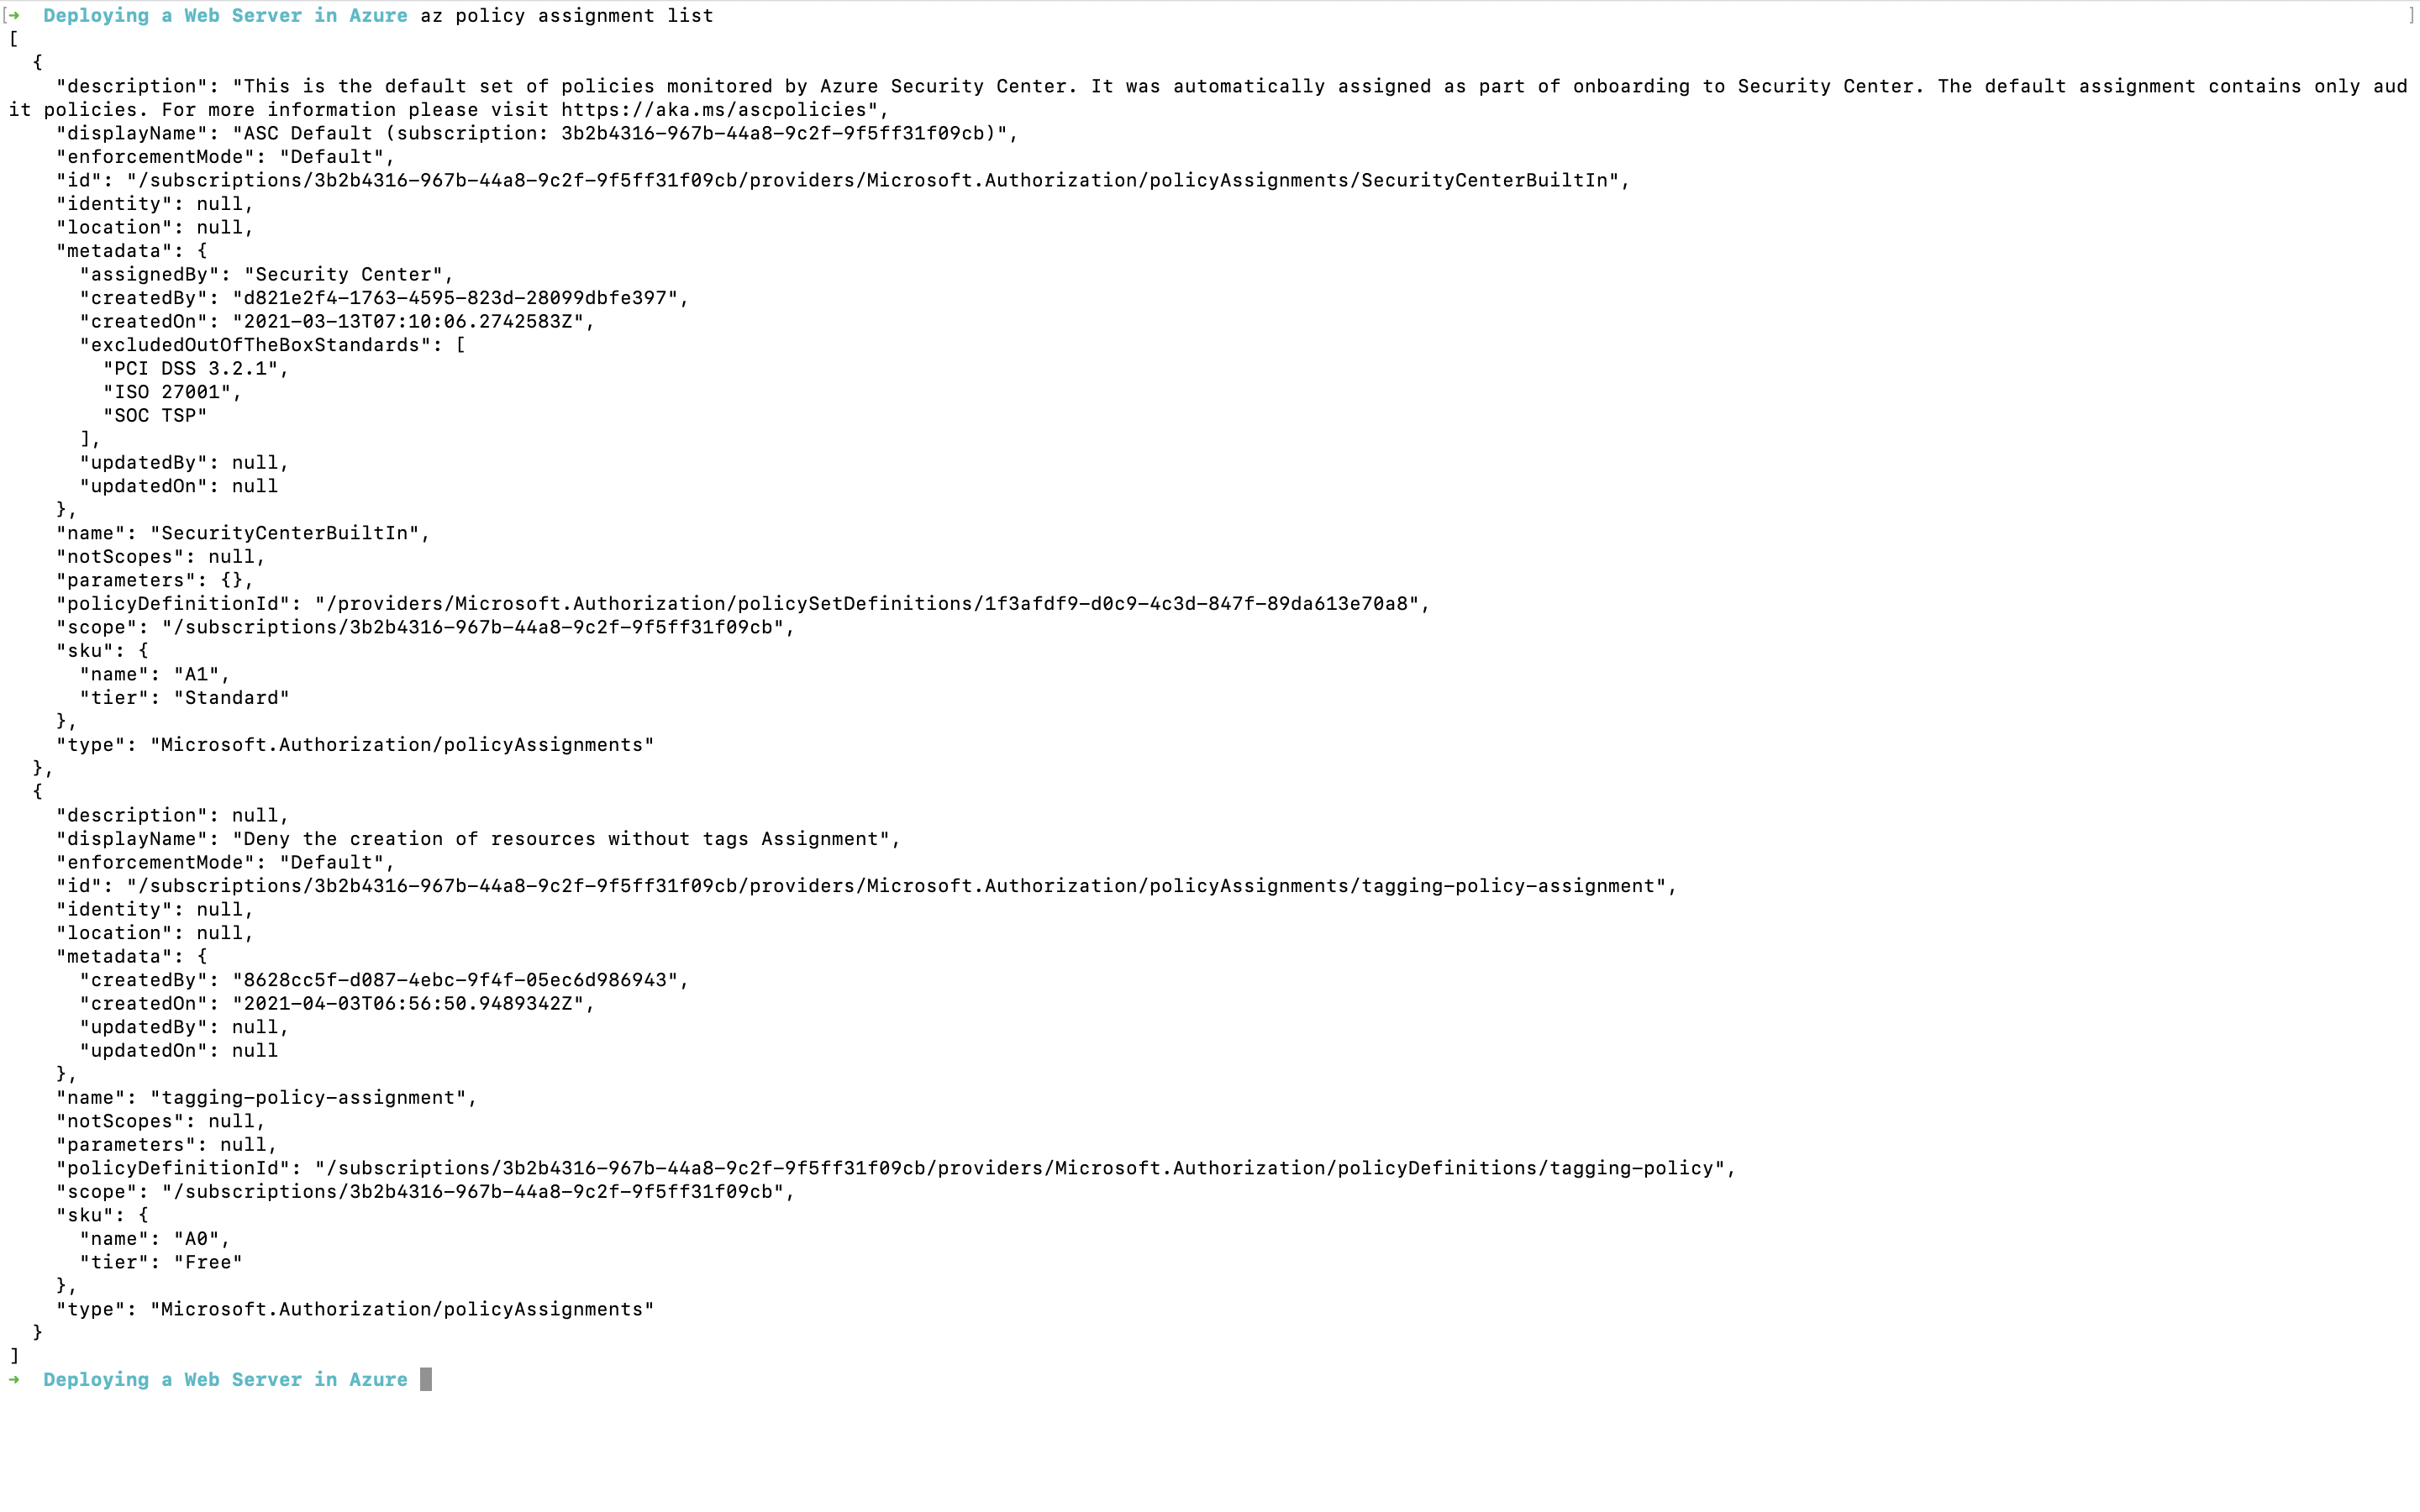 [➜  Deploying a Web Server in Azure az policy assignment list ]
[
  {
    "description": "This is the default set of policies monitored by Azure Security Center. It was automatically assigned as part of onboarding to Security Center. The default assignment contains only aud
it policies. For more information please visit https://aka.ms/ascpolicies",
    "displayName": "ASC Default (subscription: 3b2b4316-967b-44a8-9c2f-9f5ff31f09cb)",
    "enforcementMode": "Default",
    "id": "/subscriptions/3b2b4316-967b-44a8-9c2f-9f5ff31f09cb/providers/Microsoft.Authorization/policyAssignments/SecurityCenterBuiltIn",
    "identity": null,
    "location": null,
    "metadata": {
      "assignedBy": "Security Center",
      "createdBy": "d821e2f4-1763-4595-823d-28099dbfe397",
      "createdOn": "2021-03-13T07:10:06.2742583Z",
      "excludedOutOfTheBoxStandards": [
        "PCI DSS 3.2.1",
        "ISO 27001",
        "SOC TSP"
      ],
      "updatedBy": null,
      "updatedOn": null
    },
    "name": "SecurityCenterBuiltIn",
    "notScopes": null,
    "parameters": {},
    "policyDefinitionId": "/providers/Microsoft.Authorization/policySetDefinitions/1f3afdf9-d0c9-4c3d-847f-89da613e70a8",
    "scope": "/subscriptions/3b2b4316-967b-44a8-9c2f-9f5ff31f09cb",
    "sku": {
      "name": "A1",
      "tier": "Standard"
    },
    "type": "Microsoft.Authorization/policyAssignments"
  },
  {
    "description": null,
    "displayName": "Deny the creation of resources without tags Assignment",
    "enforcementMode": "Default",
    "id": "/subscriptions/3b2b4316-967b-44a8-9c2f-9f5ff31f09cb/providers/Microsoft.Authorization/policyAssignments/tagging-policy-assignment",
    "identity": null,
    "location": null,
    "metadata": {
      "createdBy": "8628cc5f-d087-4ebc-9f4f-05ec6d986943",
      "createdOn": "2021-04-03T06:56:50.9489342Z",
      "updatedBy": null,
      "updatedOn": null
    },
    "name": "tagging-policy-assignment",
    "notScopes": null,
    "parameters": null,
    "policyDefinitionId": "/subscriptions/3b2b4316-967b-44a8-9c2f-9f5ff31f09cb/providers/Microsoft.Authorization/policyDefinitions/tagging-policy",
    "scope": "/subscriptions/3b2b4316-967b-44a8-9c2f-9f5ff31f09cb",
    "sku": {
      "name": "A0",
      "tier": "Free"
    },
    "type": "Microsoft.Authorization/policyAssignments"
  }
]
➜  Deploying a Web Server in Azure